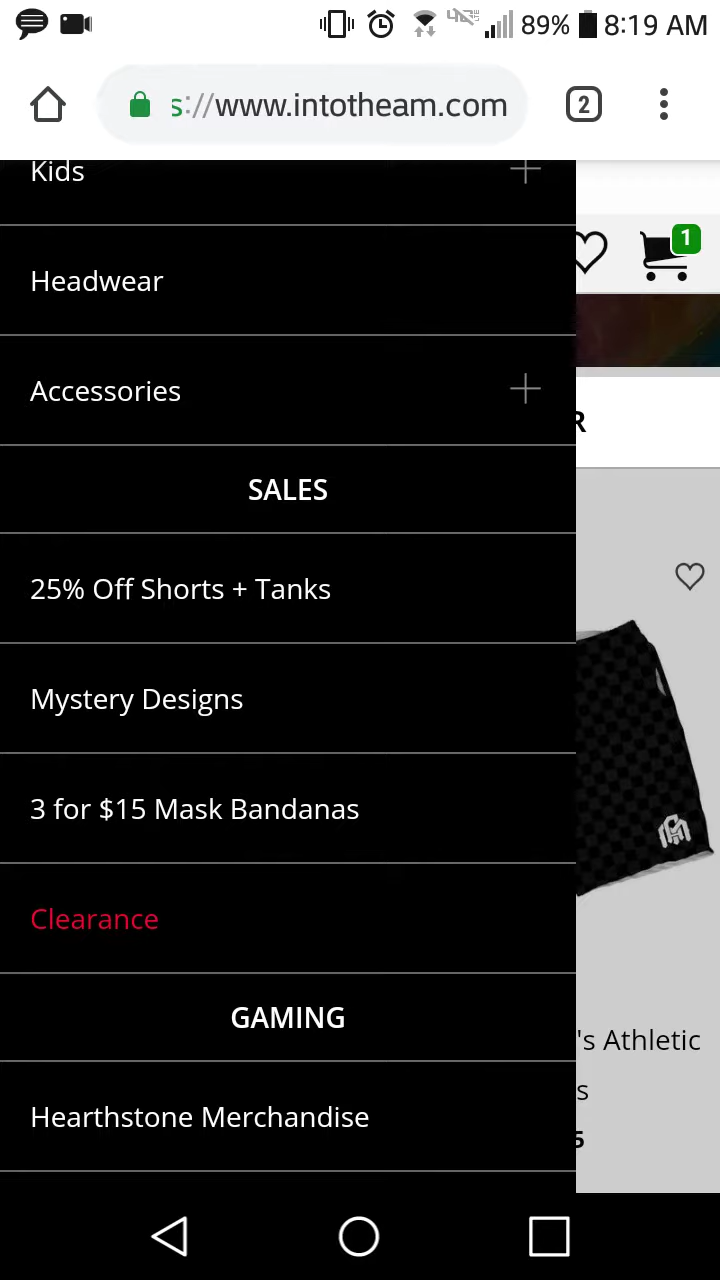 89% 8:19 AM
s://www.intotheam.com
2
Kids
1
Headwear
Accessories
R
SALES
25% Off Shorts + Tanks
Mystery Designs
3 for $15 Mask Bandanas
Clearance
GAMING
's Athletic
s
Hearthstone Merchandise
5